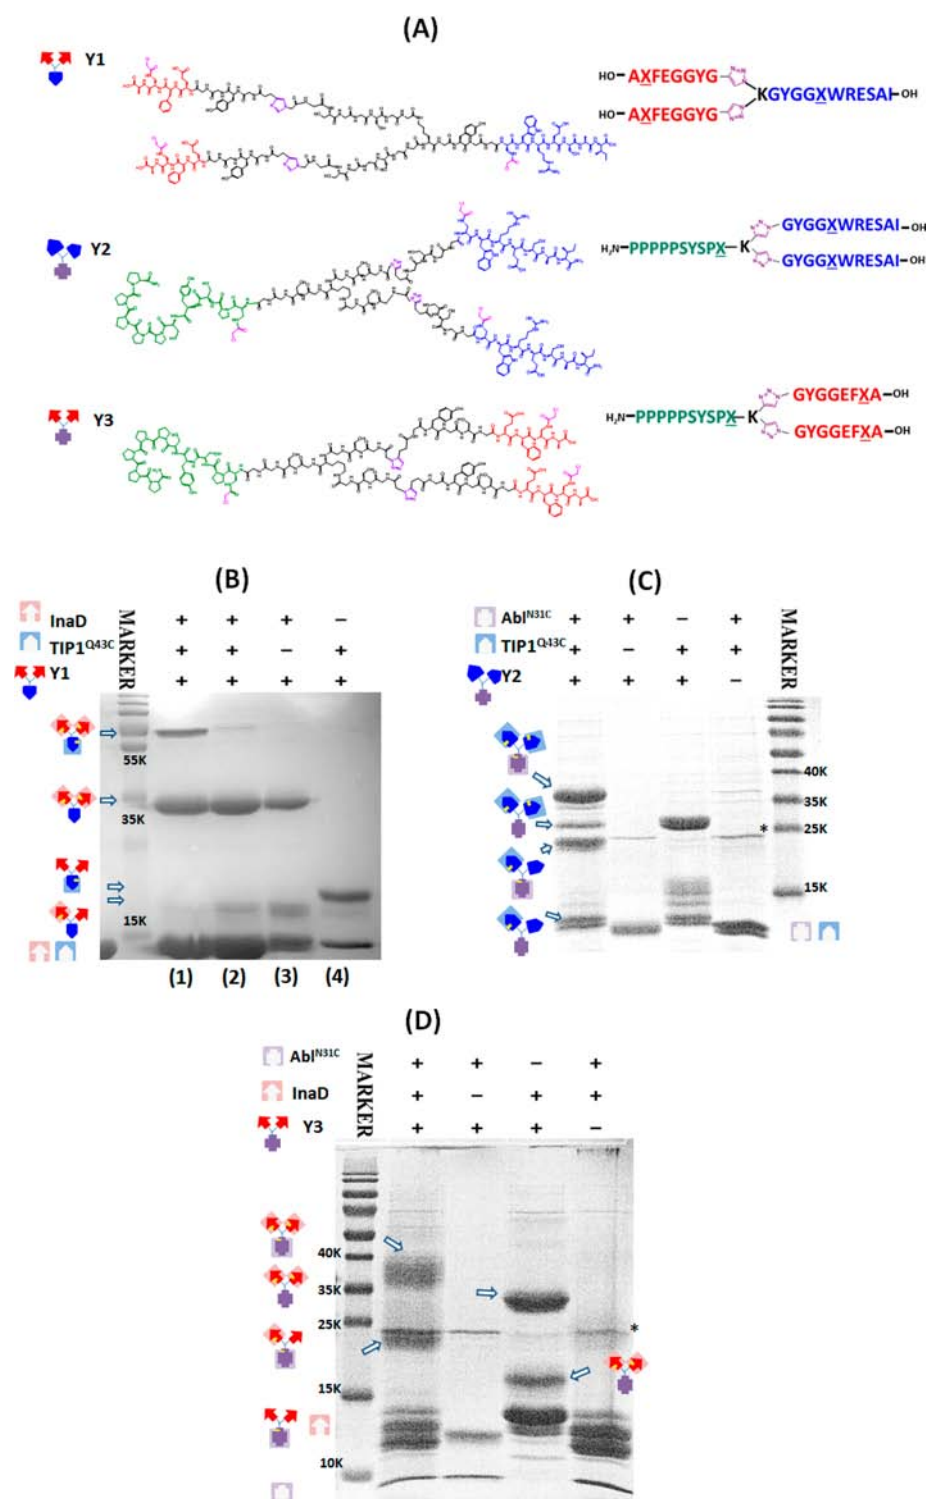 (A)
Y1
HO-AXFEGGYG
KGYGGXWRESAI-OH
HO-AXFEGGYG
Y2
GYGGXWRESAI-OH
H₂N-PPPPPSYSPX-K
GYGGXWRESAI-OH
Y3
GYGGEFXA-OH
H₂N-PPPPPSYSPX-K
GYGGEFXA-OH
(B)
MARKER
InaD + + + −
TIP1Q43C + + − +
Y1 + + + +
55K
35K
15K
(1) (2) (3) (4)
(C)
AblN31C + + − +
TIP1Q43C + − + +
Y2 + + + −
MARKER
40K
35K
* 25K
15K
(D)
AblN31C + + − +
InaD + − + +
Y3 + + + −
MARKER
40K
35K
25K
*
15K
10K